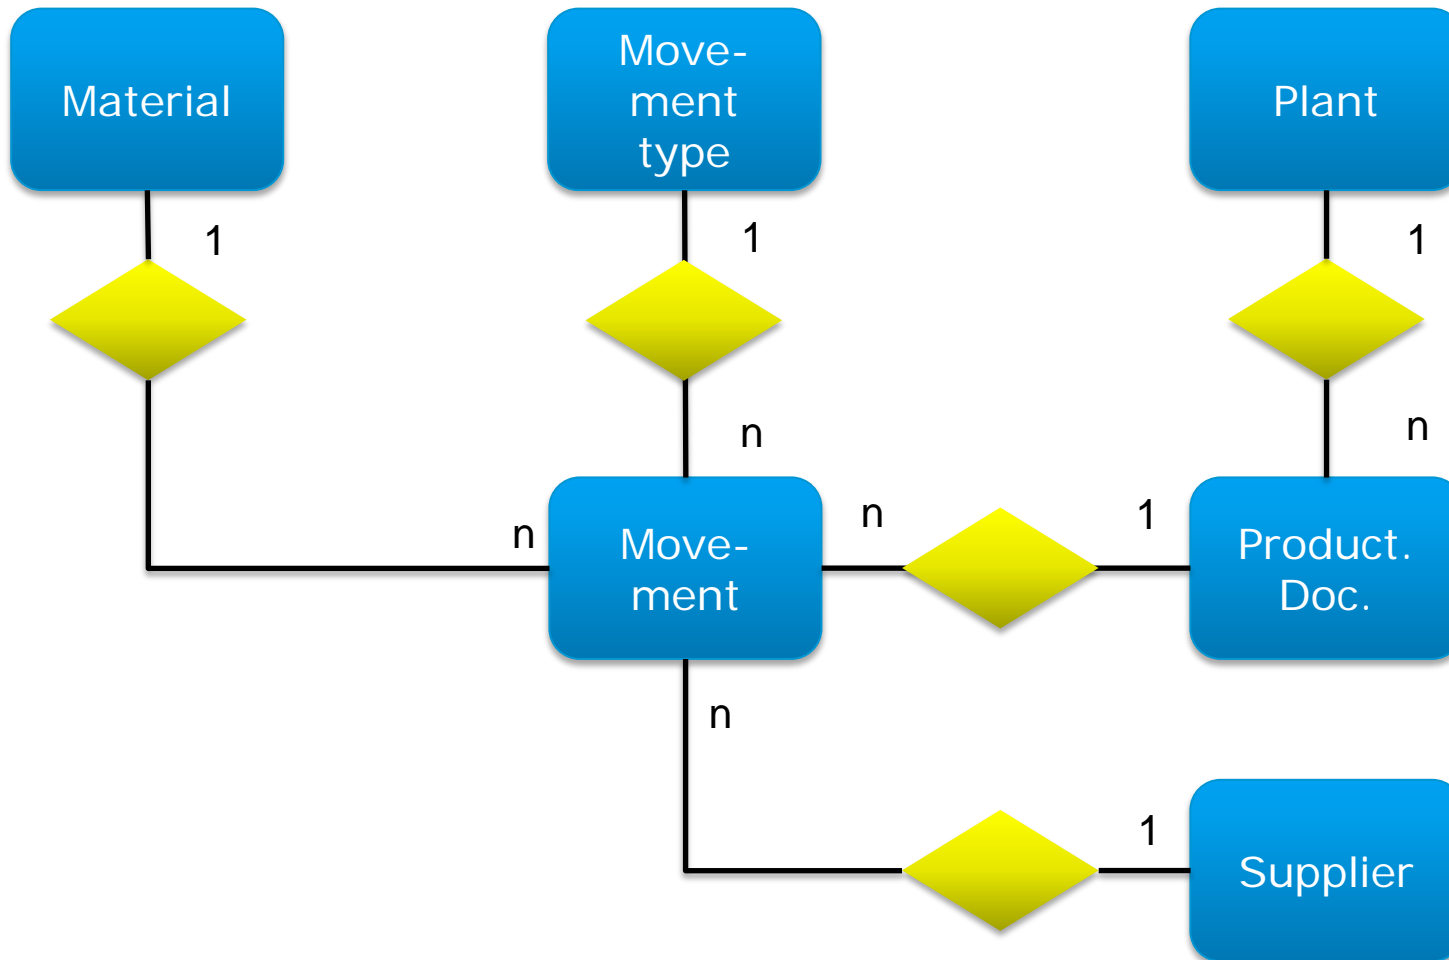 Material
Move-
ment
type
Plant
1
1
1
n
n
n
Move-
ment
n
1
Product.
Doc.
n
1
Supplier